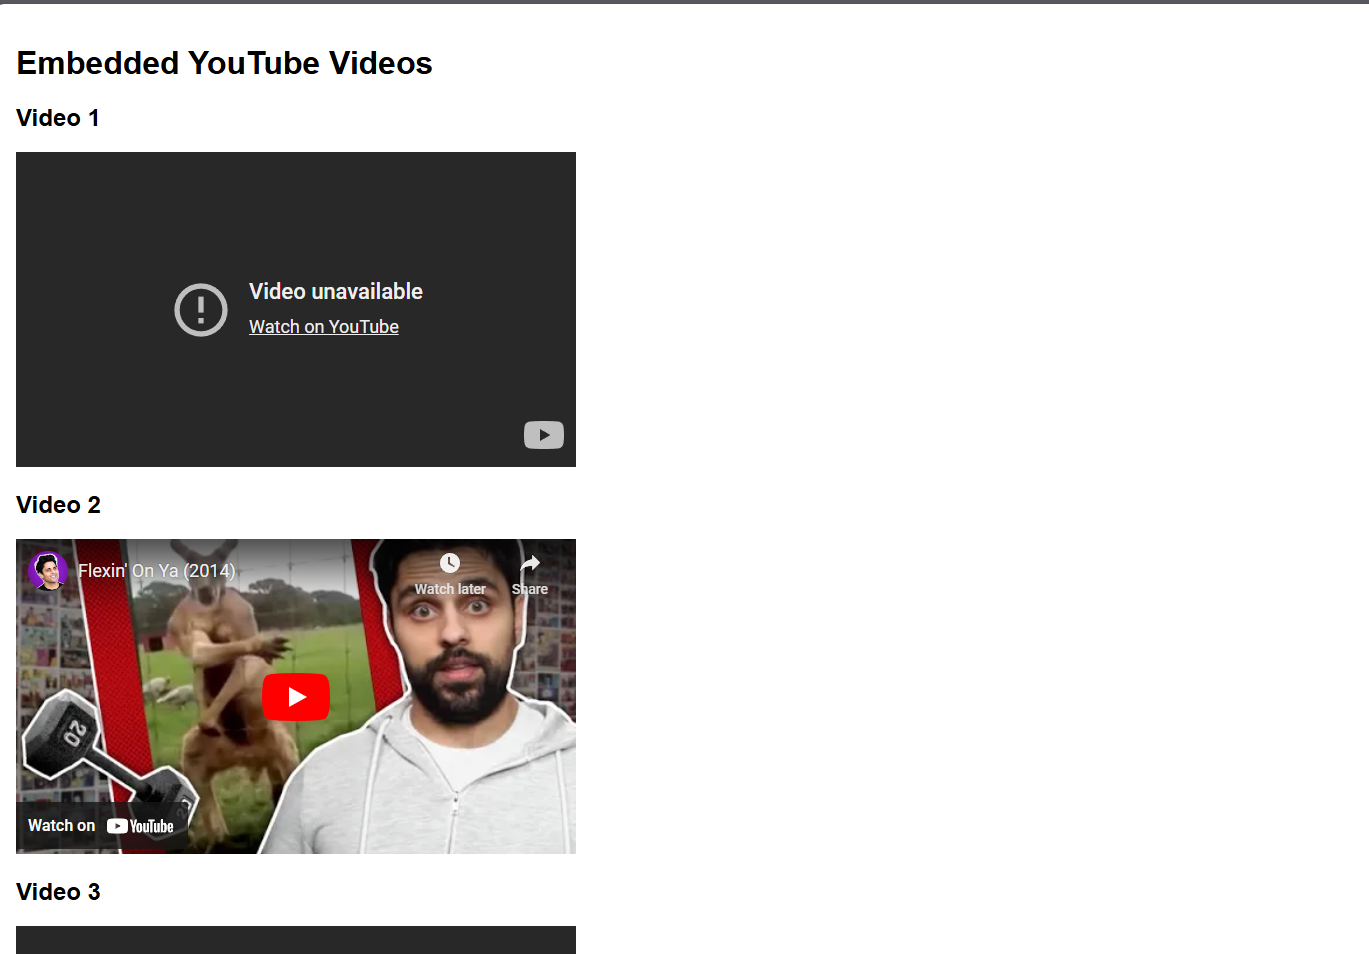 Embedded YouTube Videos
Video 1
Video unavailable
Watch on YouTube
Video 2
Flexin' On Ya (2014)
Watch later
Share
20
20
Watch on YouTube
Video 3